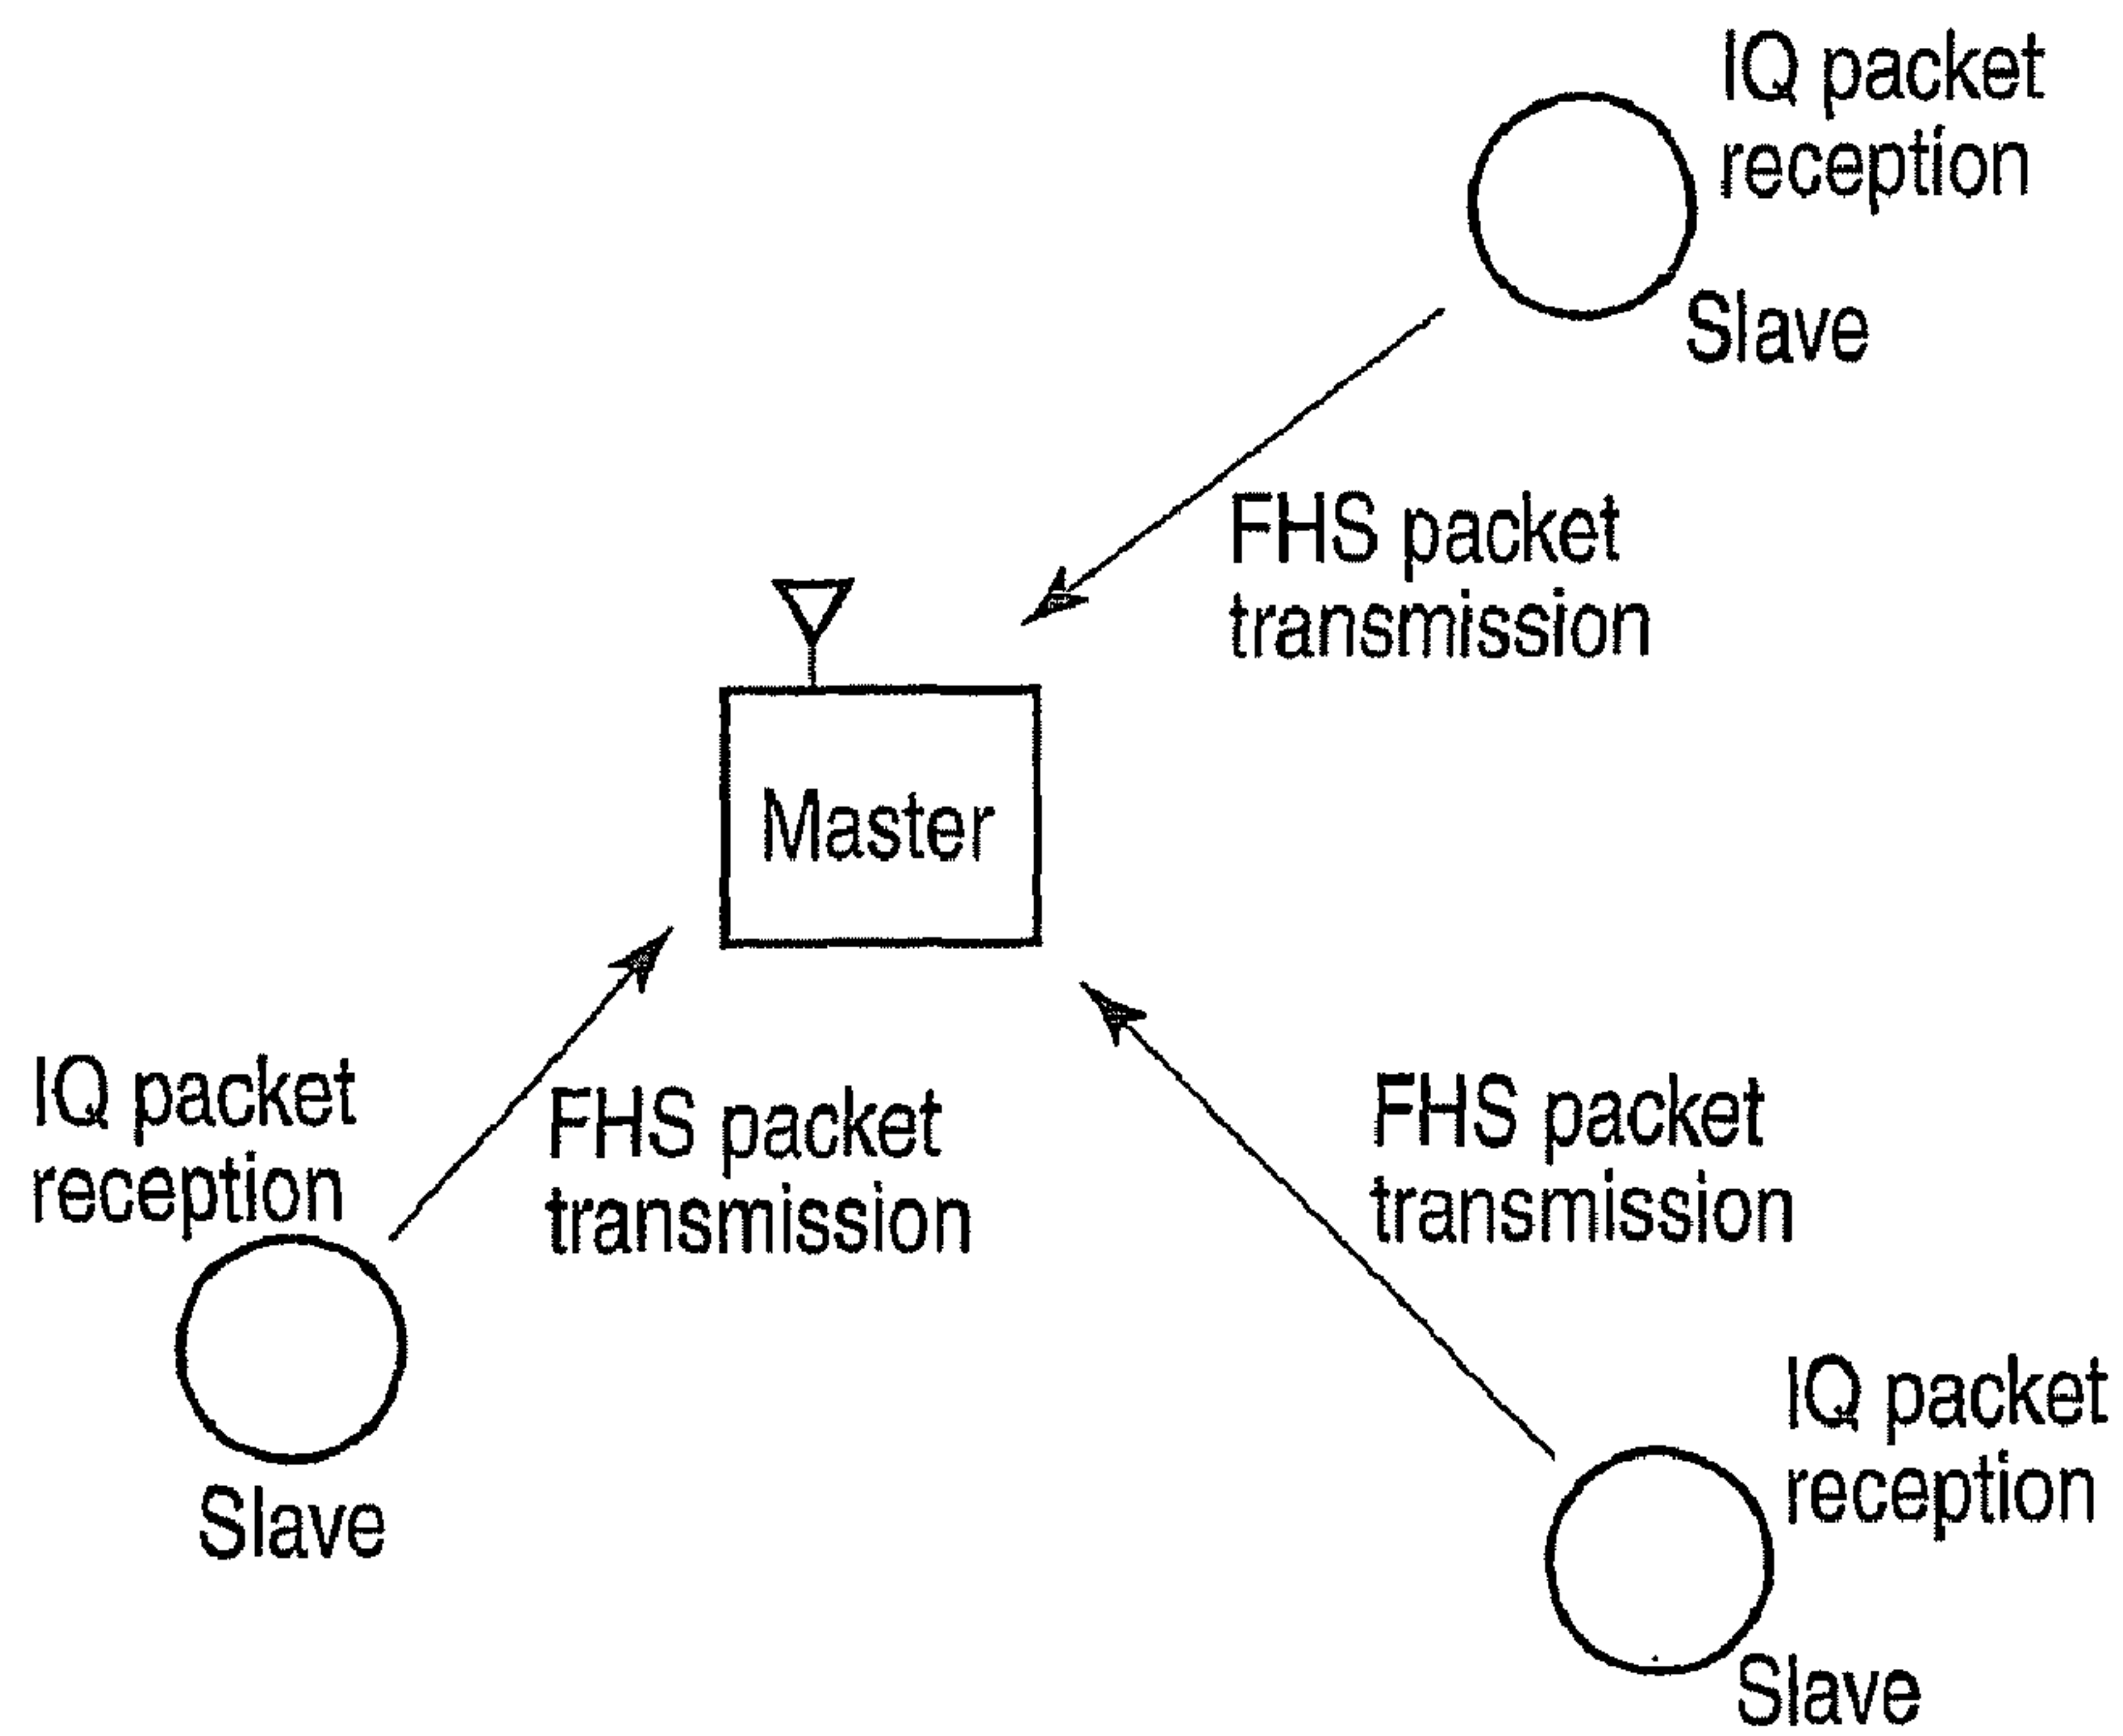 IQ packet
reception
Slave
FHS packet
transmission
Master
IQ packet
reception
FHS packet
transmission
Slave
FHS packet
transmission
IQ packet
reception
Slave